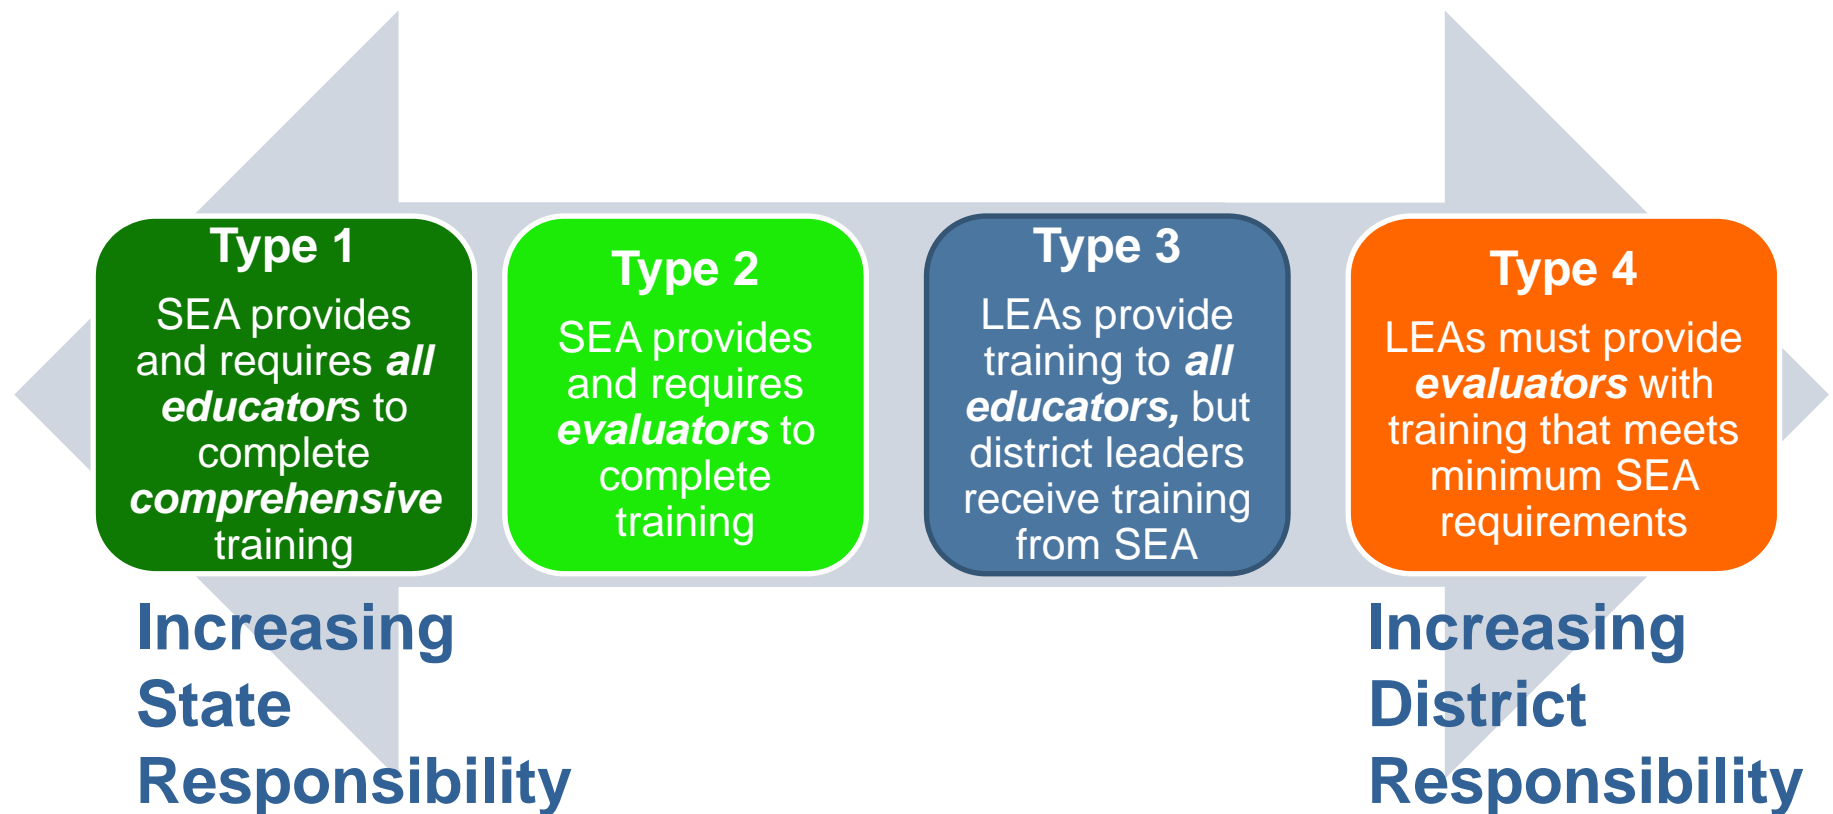 Type 1
SEA provides
and requires all
educators to
complete
comprehensive
training
Type 2
SEA provides
and requires
evaluators to
complete
training
Type 3
LEAs provide
training to all
educators, but
district leaders
receive training
from SEA
Type 4
LEAs must provide
evaluators with
training that meets
minimum SEA
requirements
Increasing
State
Responsibility
Increasing
District
Responsibility